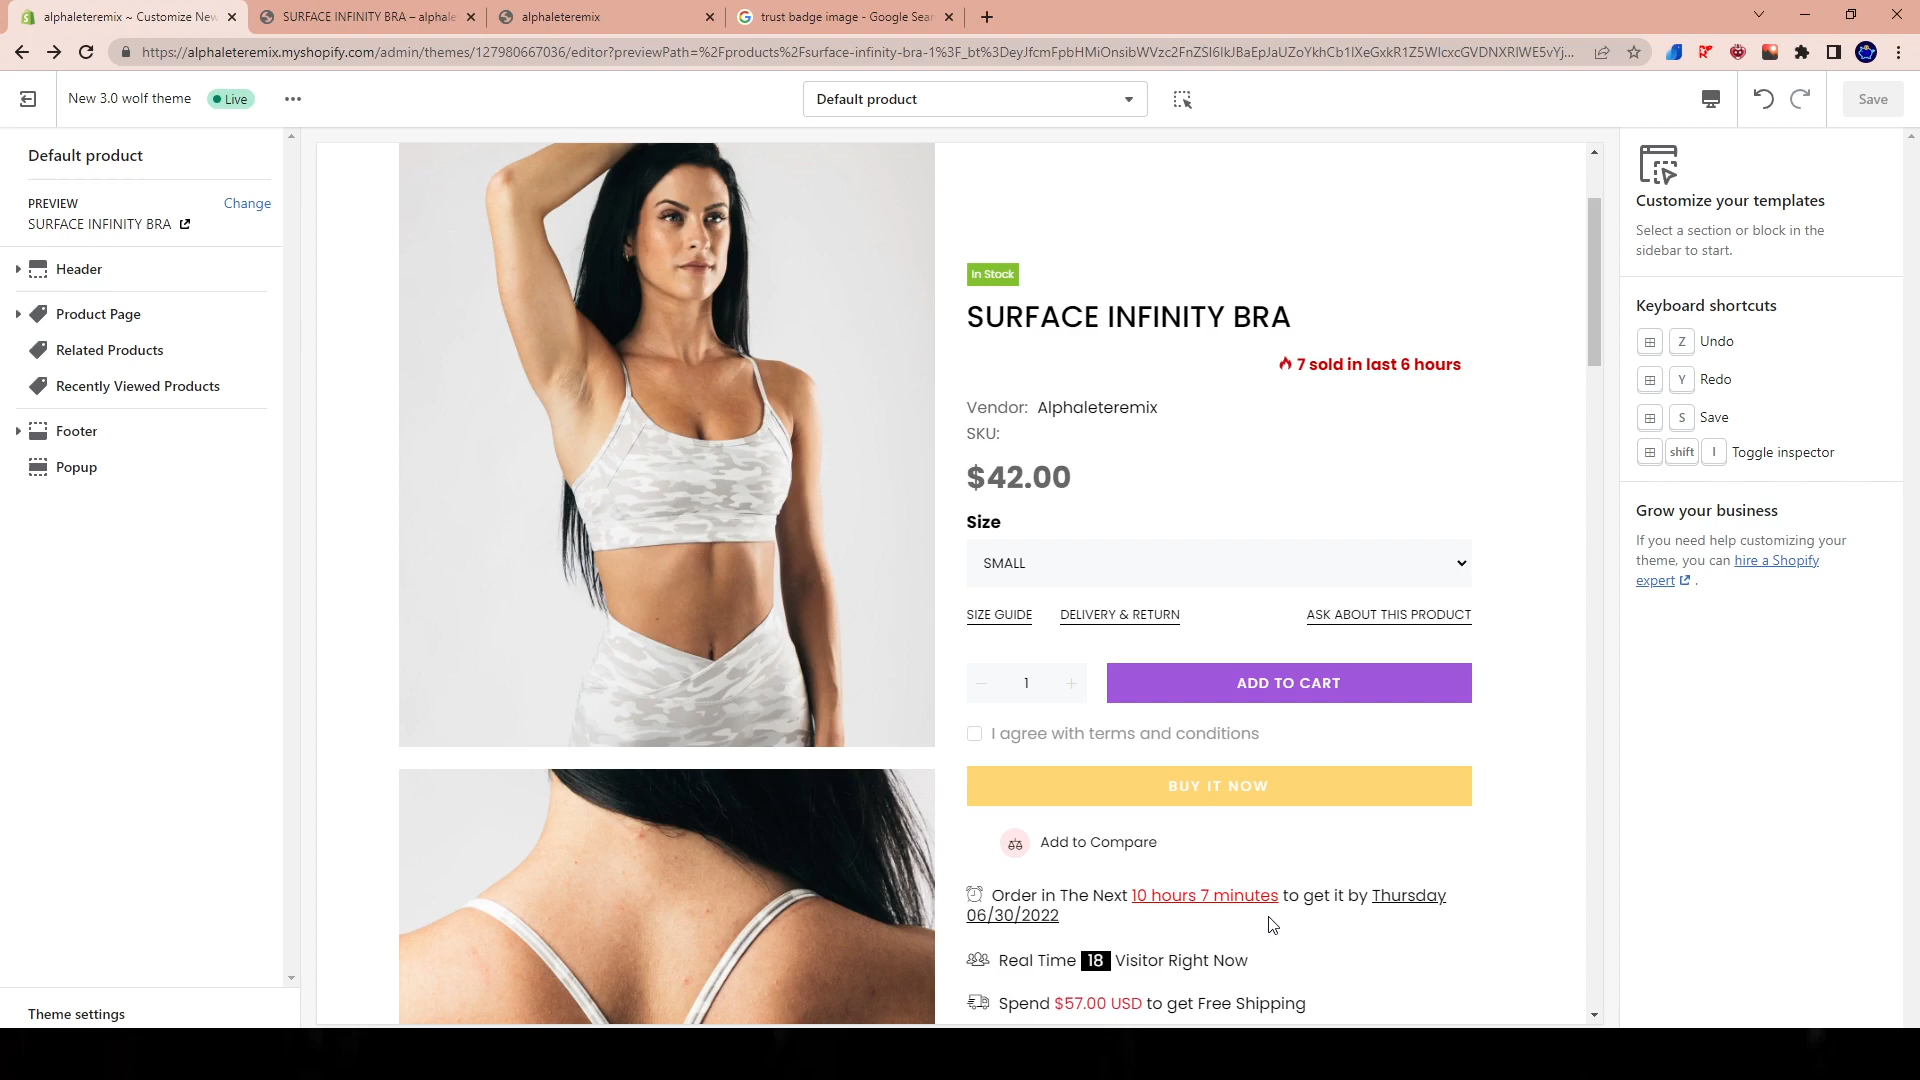 alphaleteremix ~ Customize New
SURFACE INFINITY BRA – alphale
alphaleteremix
trust badge image - Google Sear
https://alphaleteremix.myshopify.com/admin/themes/127980667036/editor?previewPath=%2Fproducts%2Fsurface-infinity-bra-1%3F_bt%3DeyJfcmFpbHMiOnsibWVzc2FnZSI6IkJBaEpJaUZoYkhCb1lXeGxkR1Z5WlcxcGVDNXRlWE5vYj...
New 3.0 wolf theme
Live
Default product
Save
Default product
PREVIEW
Change
SURFACE INFINITY BRA
Header
Product Page
Related Products
Recently Viewed Products
Footer
Popup
Theme settings
In Stock
SURFACE INFINITY BRA
7 sold in last 6 hours
Vendor: Alphaleteremix
SKU:
$42.00
Size
SMALL
SIZE GUIDE DELIVERY & RETURN ASK ABOUT THIS PRODUCT
1
ADD TO CART
I agree with terms and conditions
BUY IT NOW
Add to Compare
Order in The Next 10 hours 7 minutes to get it by Thursday
06/30/2022
Real Time 18 Visitor Right Now
Spend $57.00 USD to get Free Shipping
Customize your templates
Select a section or block in the
sidebar to start.
Keyboard shortcuts
Z Undo
Y Redo
S Save
shift I Toggle inspector
Grow your business
If you need help customizing your
theme, you can hire a Shopify
expert .